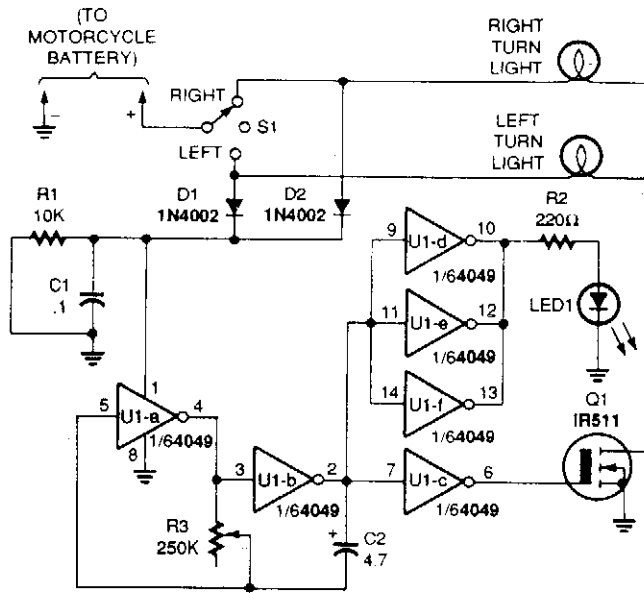 (TO
MOTORCYCLE
BATTERY)
RIGHT
TURN
LIGHT
RIGHT
S1
LEFT
LEFT
TURN
LIGHT
−
+
R1
10K
D1
1N4002
D2
1N4002
C1
.1
R2
220Ω
LED1
9
U1-d
10
1/64049
11
U1-e
12
1/64049
14
U1-f
13
1/64049
1
5
U1-a
4
8
1/64049
3
U1-b
2
1/64049
7
U1-c
6
1/64049
Q1
IR511
R3
250K
+
C2
4.7